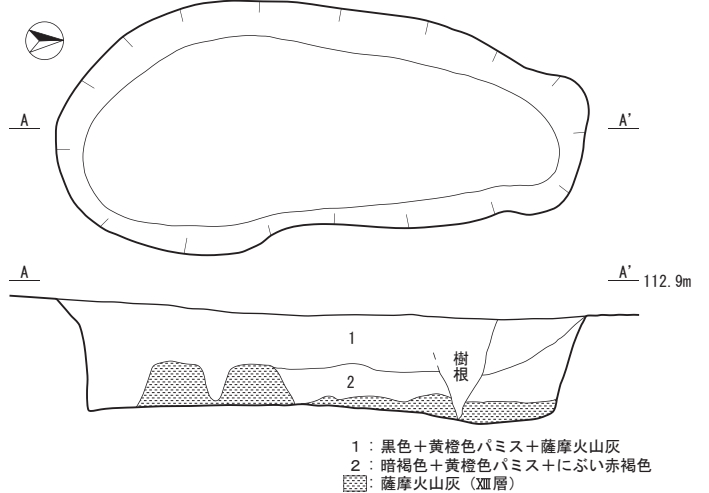 A A'
A A' 112.9m
1
樹根
2
1：黒色＋黄橙色パミス＋薩摩火山灰
2：暗褐色＋黄橙色パミス＋にぶい赤褐色
：薩摩火山灰（ⅩⅢ層）